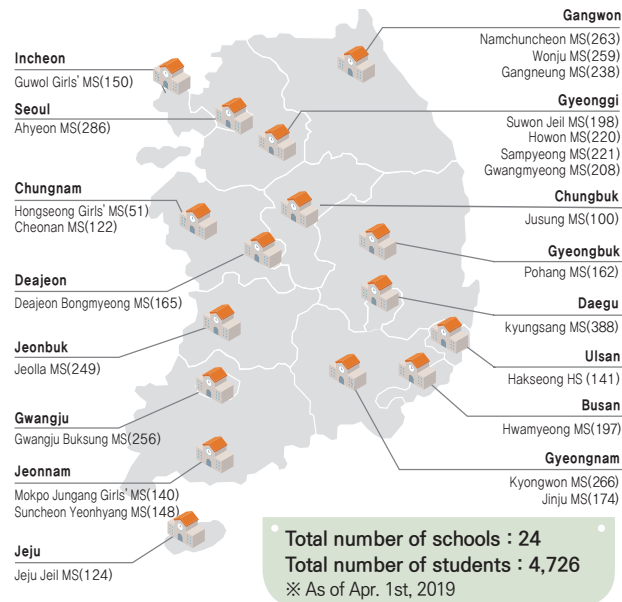 Incheon
Guwol Girls' MS(150)
Seoul
Ahyeon MS(286)
Chungnam
Hongseong Girls' MS(51)
Cheonan MS(122)
Deajeon
Deajeon Bongmyeong MS(165)
Jeonbuk
Jeolla MS(249)
Gwangju
Gwangju Buksung MS(256)
Jeonnam
Mokpo Jungang Girls' MS(140)
Suncheon Yeonhyang MS(148)
Jeju
Jeju Jeil MS(124)
Gangwon
Namchuncheon MS(263)
Wonju MS(259)
Gangneung MS(238)
Gyeonggi
Suwon Jeil MS(198)
Howon MS(220)
Sampyeong MS(221)
Gwangmyeong MS(208)
Chungbuk
Jusung MS(100)
Gyeongbuk
Pohang MS(162)
Daegu
kyungsang MS(388)
Ulsan
Hakseong HS (141)
Busan
Hwamyeong MS(197)
Gyeongnam
Kyongwon MS(266)
Jinju MS(174)
Total number of schools : 24
Total number of students : 4,726
※ As of Apr. 1st, 2019